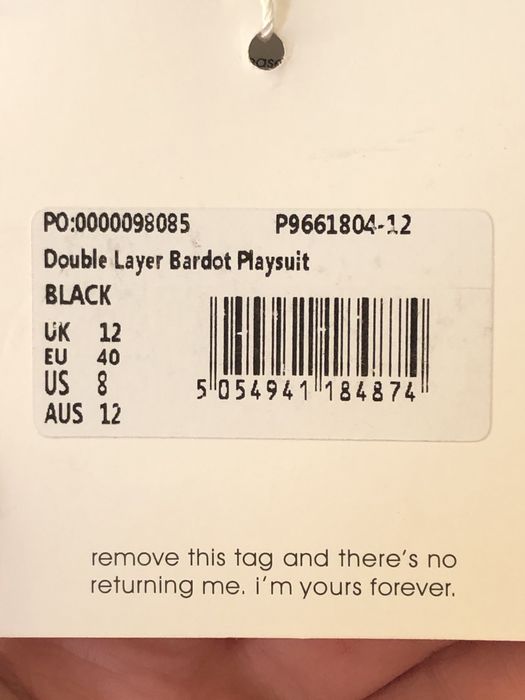 PO:0000098085 P9661804-12
Double Layer Bardot Playsuit
BLACK
UK 12
EU 40
US 8
AUS 12
5 054941 184874
remove this tag and there's no
returning me. i'm yours forever.